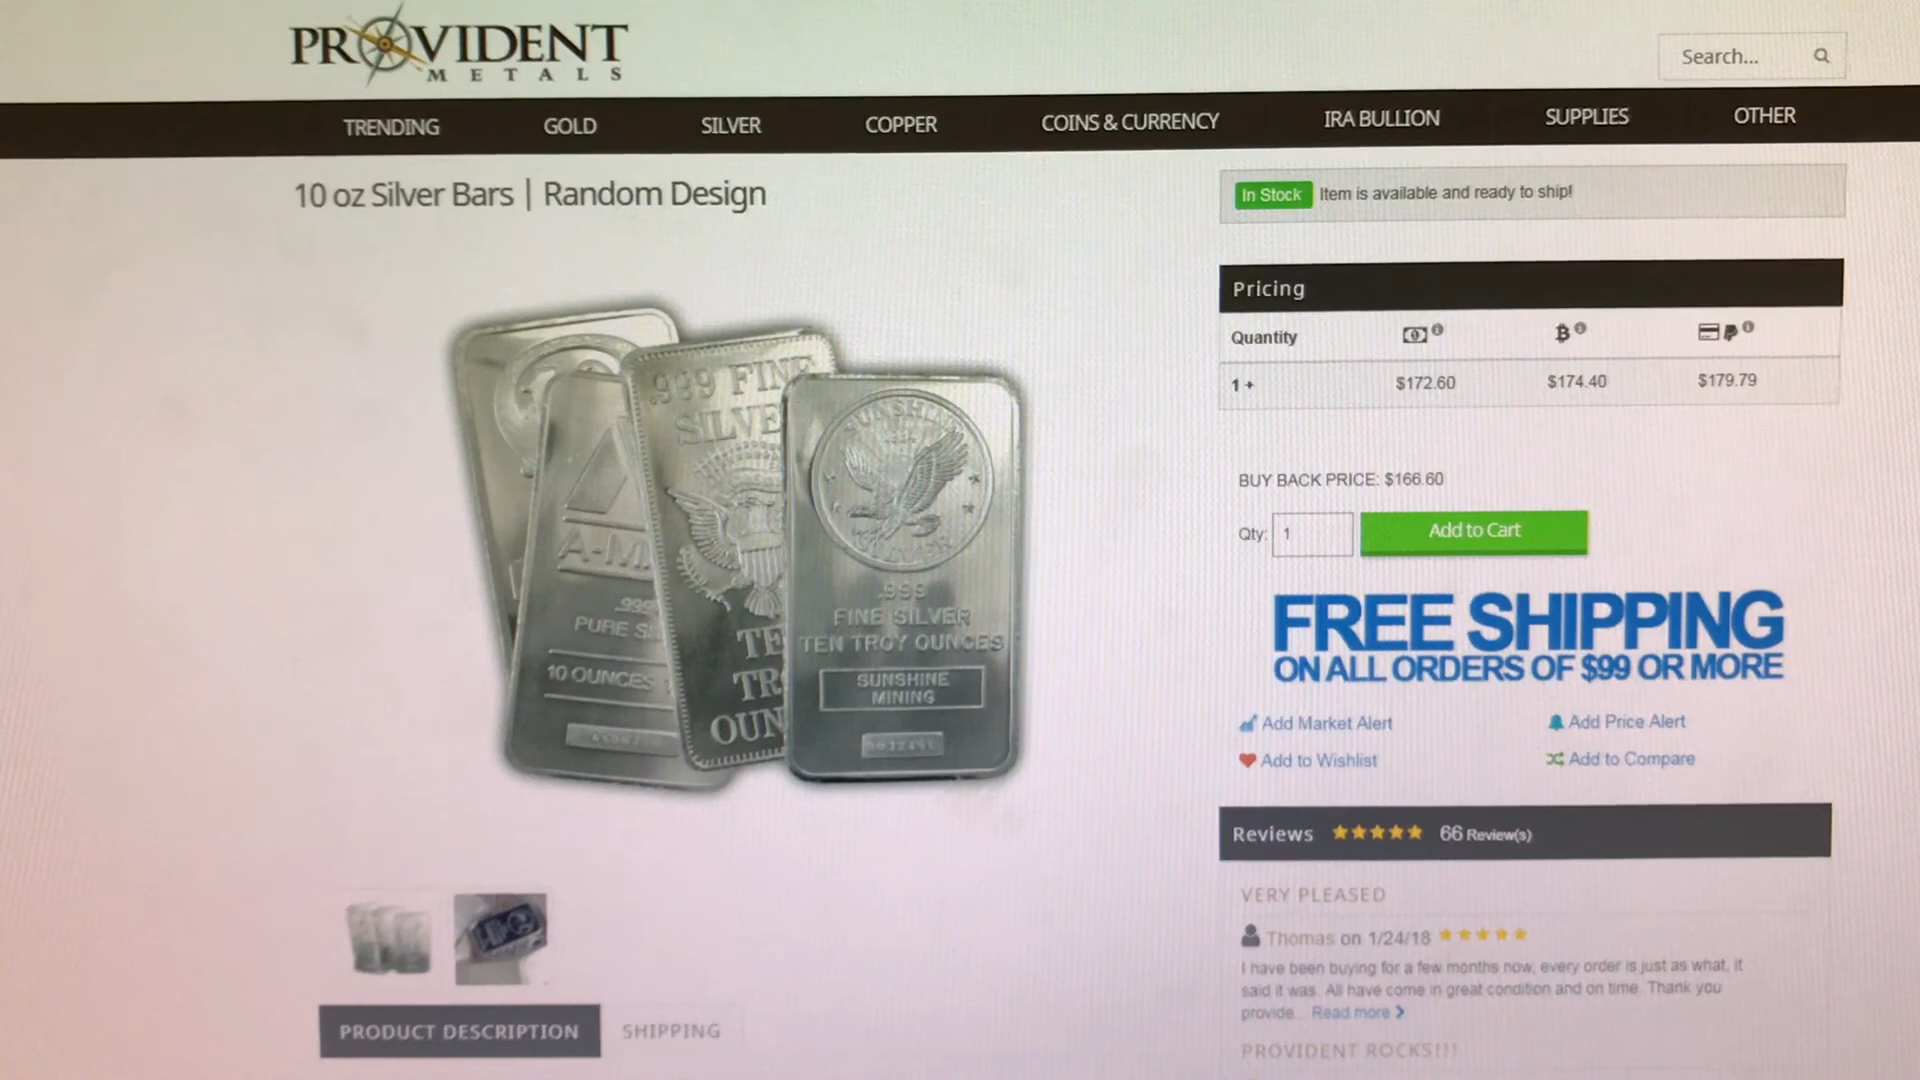 PROVIDENT
METALS
Search...
TRENDING GOLD SILVER COPPER COINS & CURRENCY IRA BULLION SUPPLIES OTHER
10 oz Silver Bars | Random Design
In Stock Item is available and ready to ship!
Pricing
Quantity
1 + $172.60 $174.40 $179.79
BUY BACK PRICE: $166.60
Qty: 1 Add to Cart
FREE SHIPPING
ON ALL ORDERS OF $99 OR MORE
Add Market Alert Add Price Alert
Add to Wishlist Add to Compare
Reviews 66 Review(s)
VERY PLEASED
Thomas on 1/24/18
I have been buying for a few months now, every order is just as what, it
said it was. All have come in great condition and on time. Thank you
provide... Read more
PROVIDENT ROCKS!!!
A-M
.999
PURE S
10 OUNCES
.999 FINE
SILVE
TE
TR
OUN
SUNSHINE
SILVER
.999
FINE SILVER
TEN TROY OUNCES
SUNSHINE
MINING
PRODUCT DESCRIPTION SHIPPING